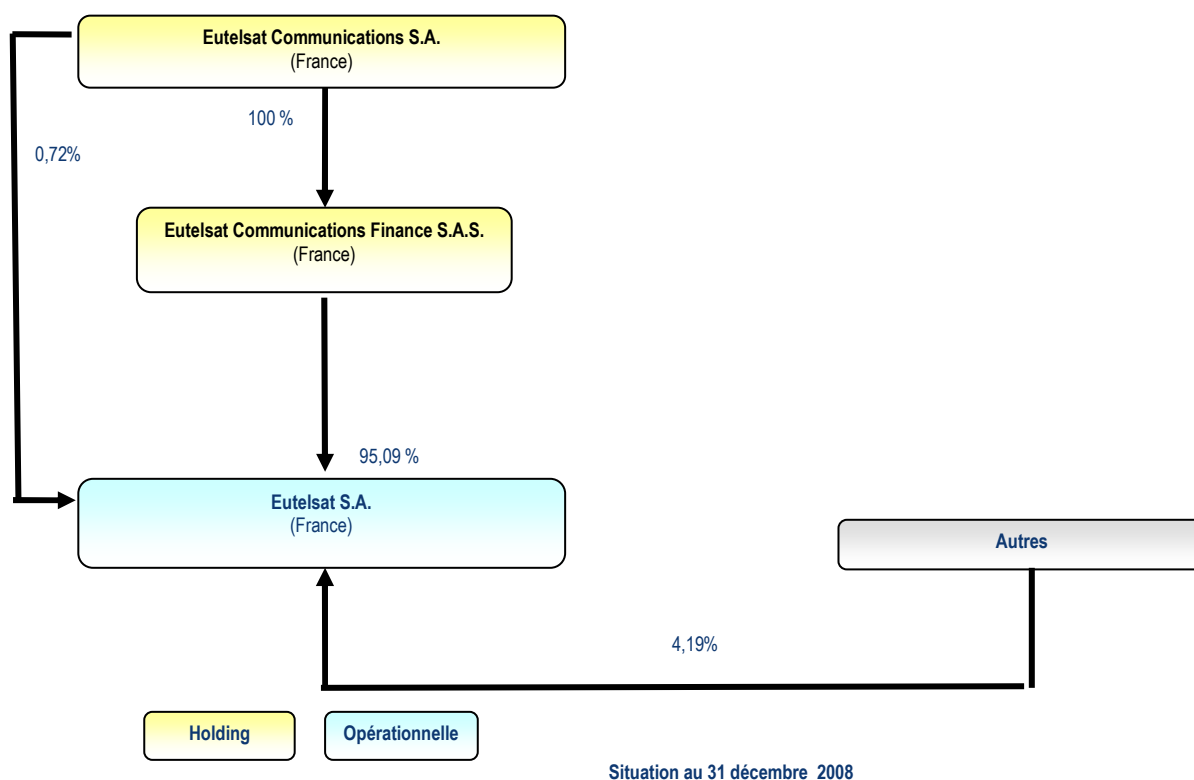 Eutelsat Communications S.A.
(France)
100 %
0,72%
Eutelsat Communications Finance S.A.S.
(France)
95,09 %
Eutelsat S.A.
(France)
Autres
4,19%
Holding
Opérationnelle
Situation au 31 décembre 2008